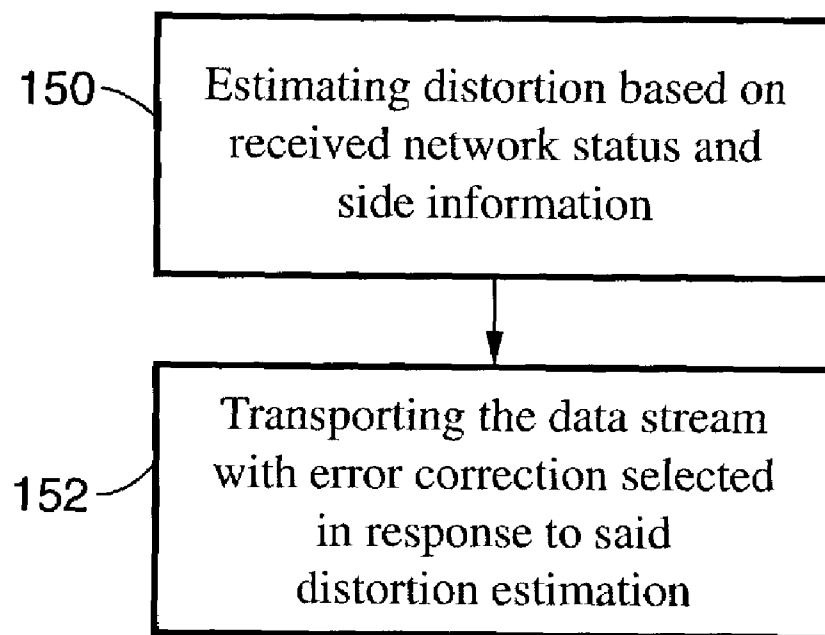 150
Estimating distortion based on
received network status and
side information
152
Transporting the data stream
with error correction selected
in response to said
distortion estimation